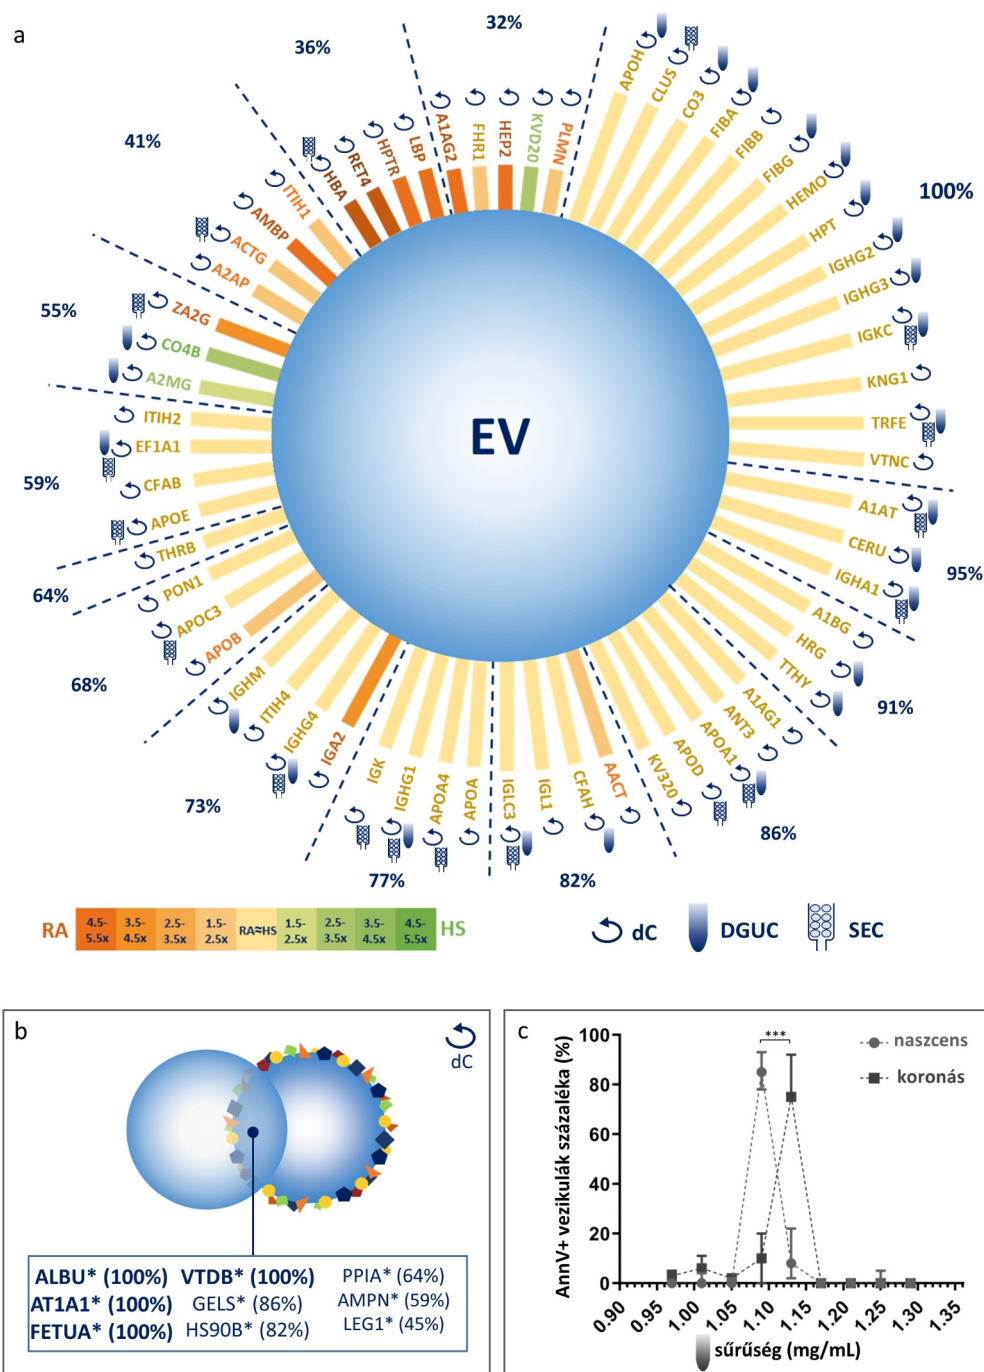 a
32%
36%
41%
55%
59%
64%
68%
73%
77%
82%
86%
91%
95%
100%
APOH
CLUS
CO3
FIBA
FIBB
FIBG
HEMO
HPT
IGHG2
IGHG3
IGKC
KNG1
TRFE
VTNC
A1AT
CERU
IGHA1
A1BG
HRG
TTHY
A1AG1
ANT3
APOA1
APOD
KV320
AACT
CFAH
IGL1
IGLC3
APOA
APOA4
IGHG1
IGK
IGA2
IGHG4
ITIH4
IGHM
APOB
APOC3
PON1
THRB
APOE
CFAB
EF1A1
ITIH2
A2MG
CO4B
ZA2G
A2AP
ACTG
AMBP
ITIH1
HBA
RET4
HPTR
LBP
A1AG2
FHR1
HEP2
KVD20
PLMN
EV
RA 4.5-5.5x 3.5-4.5x 2.5-3.5x 1.5-2.5x RA≈HS 1.5-2.5x 2.5-3.5x 3.5-4.5x 4.5-5.5x HS
dC DGUC SEC
b
dC
ALBU* (100%) VTDB* (100%) PPIA* (64%)
AT1A1* (100%) GELS* (86%) AMPN* (59%)
FETUA* (100%) HS90B* (82%) LEG1* (45%)
c
AnnV+ vezikulák százaléka (%)
100
80
60
40
20
0
***
naszcens
koronás
0.90 0.95 1.00 1.05 1.10 1.15 1.20 1.25 1.30 1.35
sűrűség (mg/mL)